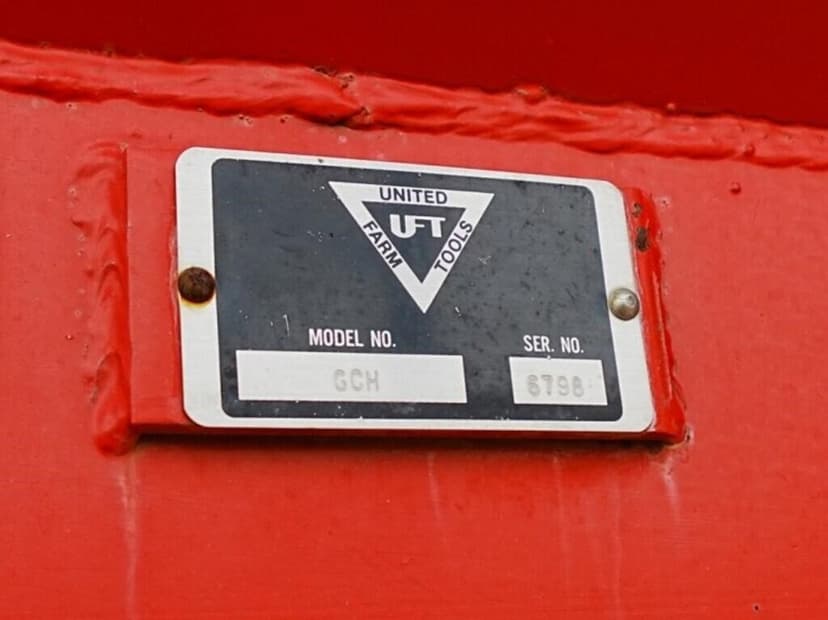 UNITED
FARM
TOOLS
UFT
MODEL NO.
SER. NO.
GCH
6798